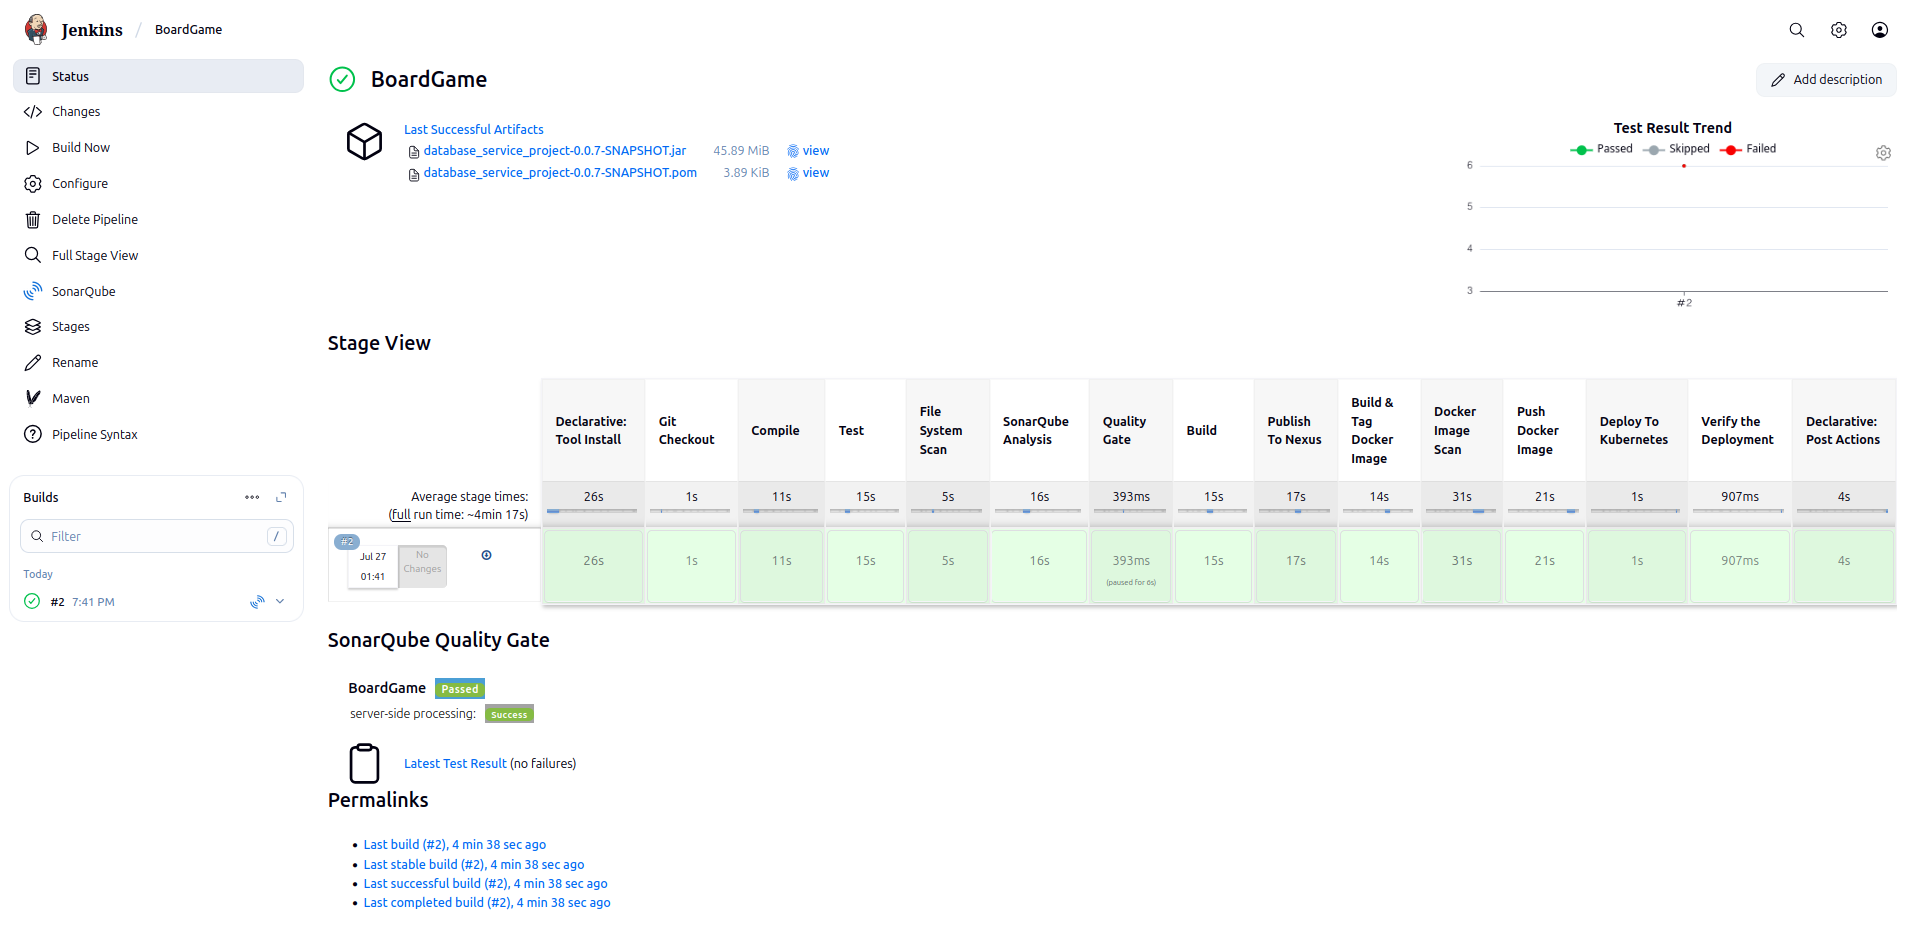 Jenkins / BoardGame
Status
Changes
Build Now
Configure
Delete Pipeline
Full Stage View
SonarQube
Stages
Rename
Maven
Pipeline Syntax
Builds
Filter /
Today
#2 7:41 PM
BoardGame
Add description
Last Successful Artifacts
database_service_project-0.0.7-SNAPSHOT.jar 45.89 MiB view
database_service_project-0.0.7-SNAPSHOT.pom 3.89 KiB view
Test Result Trend
Passed Skipped Failed
6
5
4
3
#2
Stage View
Declarative: Tool Install
Git Checkout
Compile
Test
File System Scan
SonarQube Analysis
Quality Gate
Build
Publish To Nexus
Build & Tag Docker Image
Docker Image Scan
Push Docker Image
Deploy To Kubernetes
Verify the Deployment
Declarative: Post Actions
Average stage times:
(full run time: ~4min 17s)
26s 1s 11s 15s 5s 16s 393ms 15s 17s 14s 31s 21s 1s 907ms 4s
#2
Jul 27
01:41
No Changes
26s 1s 11s 15s 5s 16s 393ms 15s 17s 14s 31s 21s 1s 907ms 4s
(paused for 6s)
SonarQube Quality Gate
BoardGame Passed
server-side processing: Success
Latest Test Result (no failures)
Permalinks
Last build (#2), 4 min 38 sec ago
Last stable build (#2), 4 min 38 sec ago
Last successful build (#2), 4 min 38 sec ago
Last completed build (#2), 4 min 38 sec ago